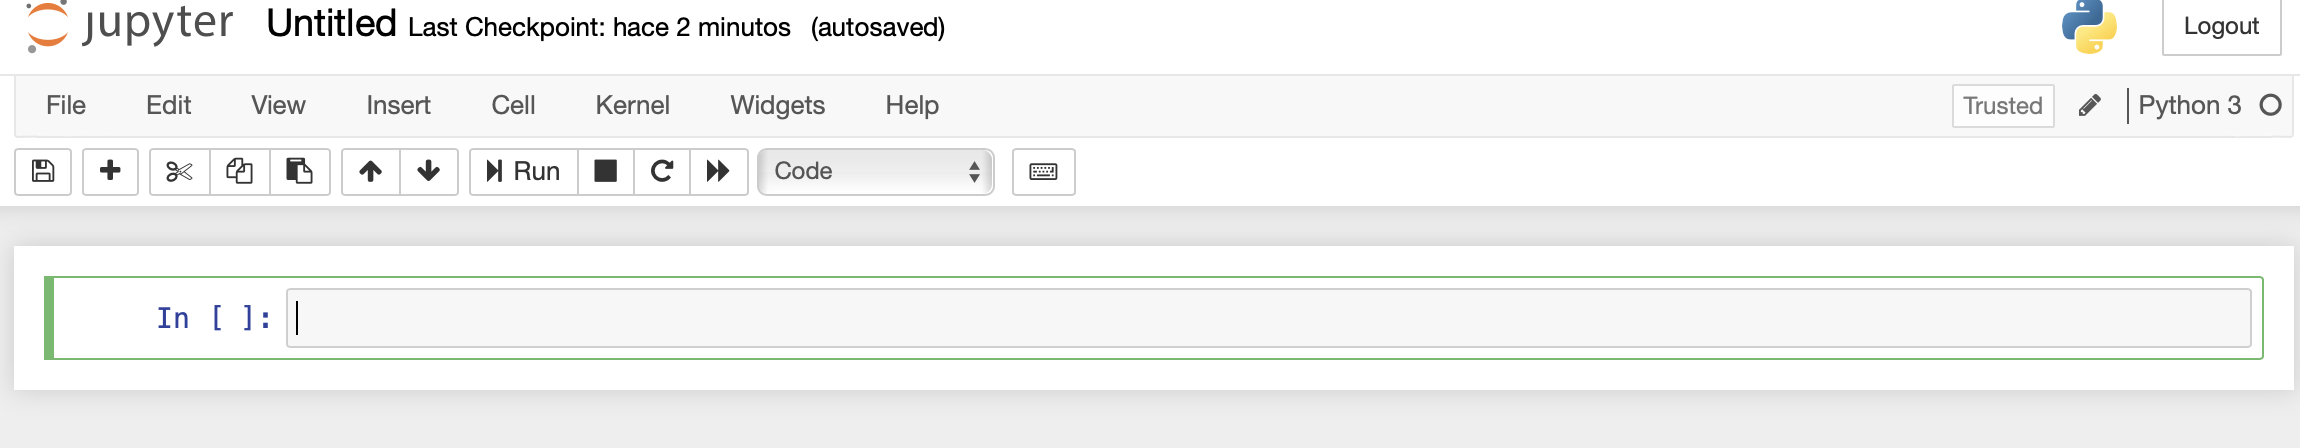 jupyter Untitled Last Checkpoint: hace 2 minutos (autosaved) Logout
File Edit View Insert Cell Kernel Widgets Help Trusted Python 3
Run Code
In [ ]: